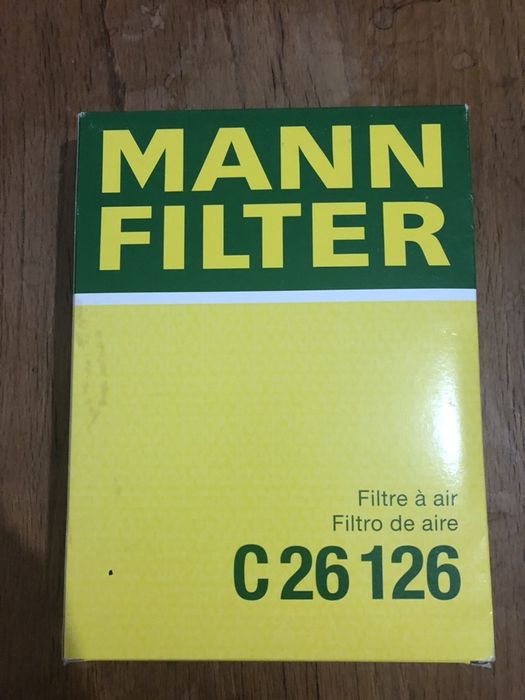 MANN
FILTER
Filtre à air
Filtro de aire
C 26 126